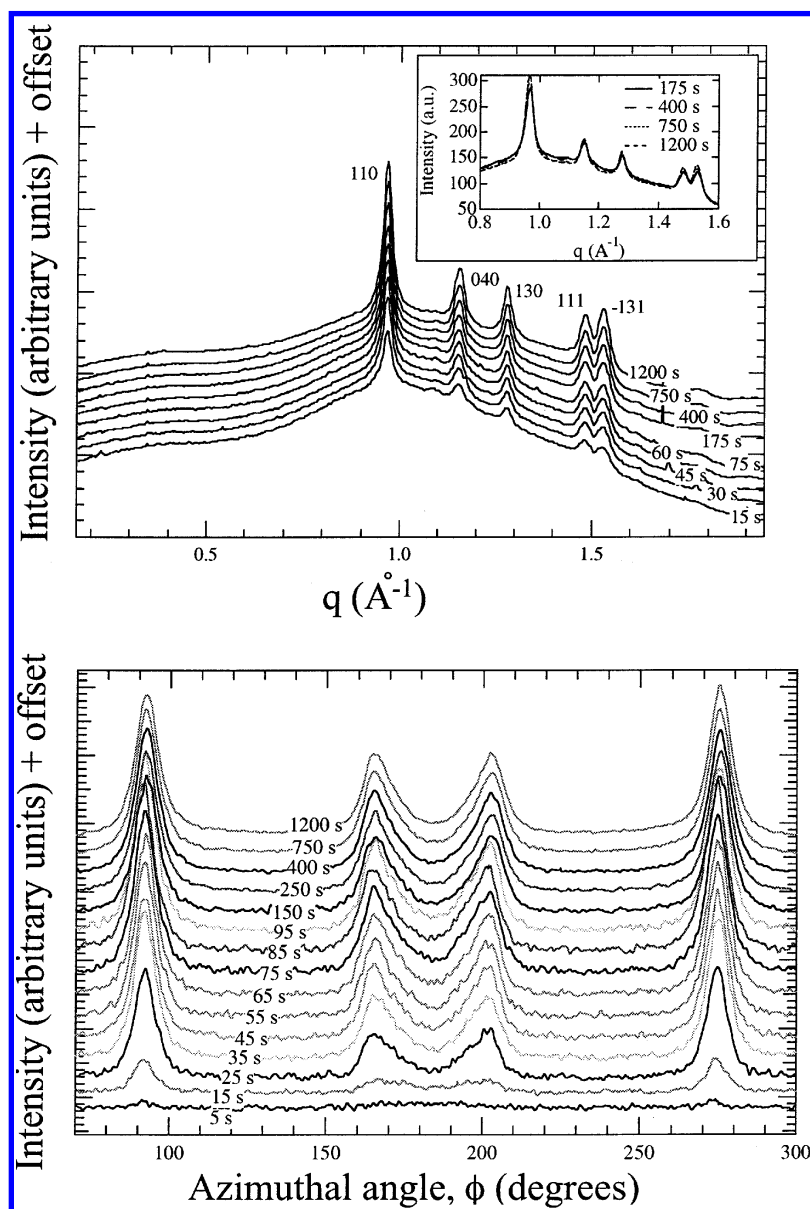 Intensity (arbitrary units) + offset
110
040
130
111
-131
1200 s
750 s
400 s
175 s
60 s
75 s
45 s
30 s
15 s
0.5
1.0
1.5
q (Å-1)
Intensity (a.u.)
300
250
200
150
100
50
175 s
400 s
750 s
1200 s
0.8
1.0
1.2
1.4
1.6
q (A-1)
Intensity (arbitrary units) + offset
1200 s
750 s
400 s
250 s
150 s
95 s
85 s
75 s
65 s
55 s
45 s
35 s
25 s
15 s
5 s
100
150
200
250
300
Azimuthal angle, ϕ (degrees)